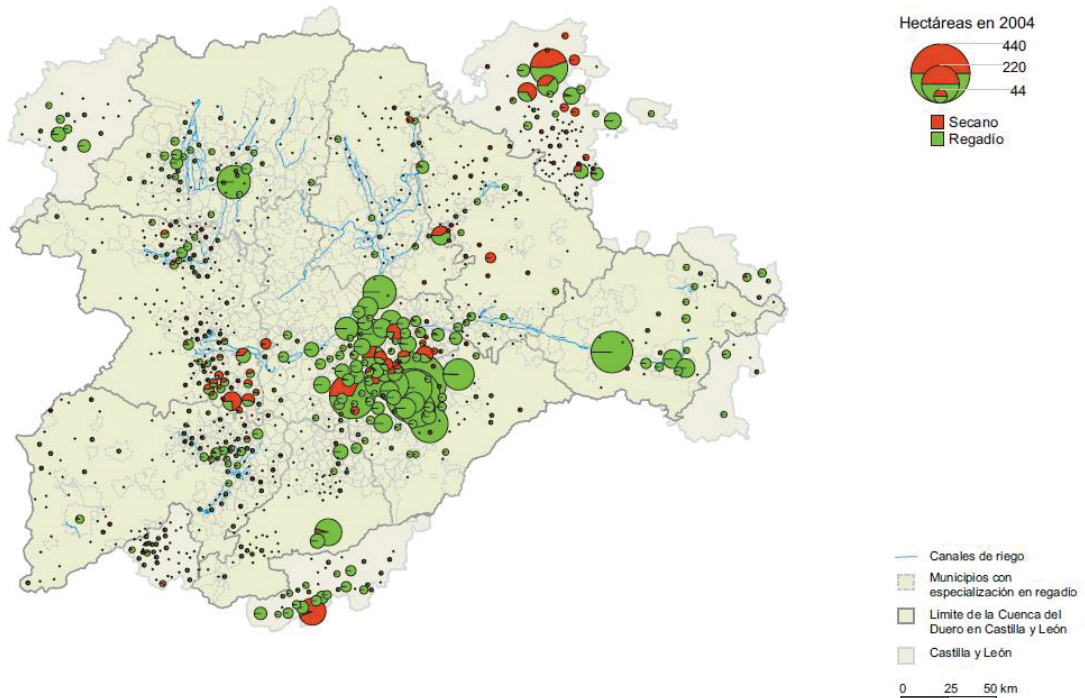 Hectáreas en 2004
440
220
44
Secano
Regadío
Canales de riego
Municipios con
especialización en regadío
Límite de la Cuenca del
Duero en Castilla y León
Castilla y León
0 25 50 km